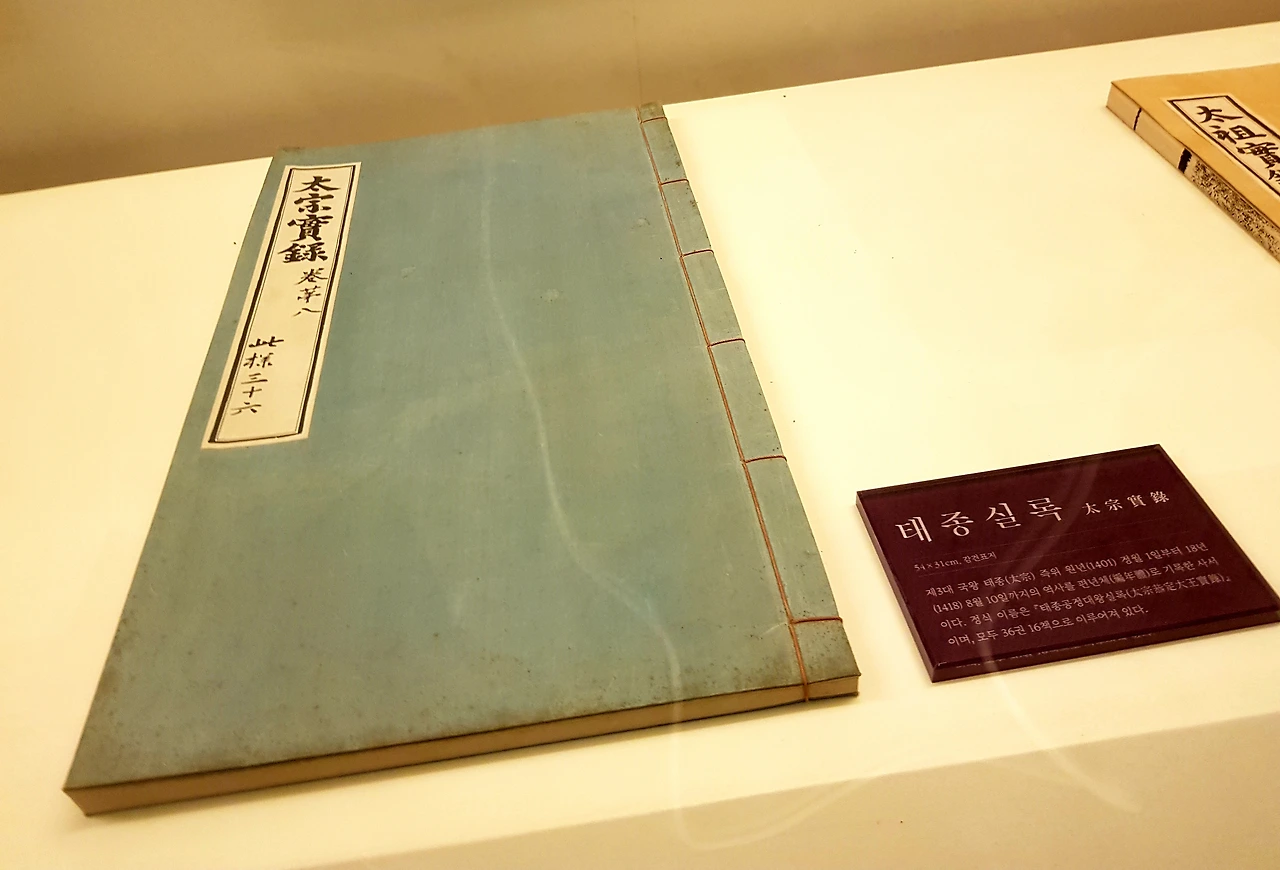 太宗實錄 卷苐八
此樣三十六
太祖實
태종실록 太宗實錄
54×31cm, 감견표지
제3대 국왕 태종(太宗) 즉위 원년(1401) 정월 1일부터 18년
(1418) 8월 10일까지의 역사를 편년체(編年體)로 기록한 사서
이다. 정식 이름은 『태종공정대왕실록(太宗恭定大王實錄)』
이며, 모두 36권 16책으로 이루어져 있다.